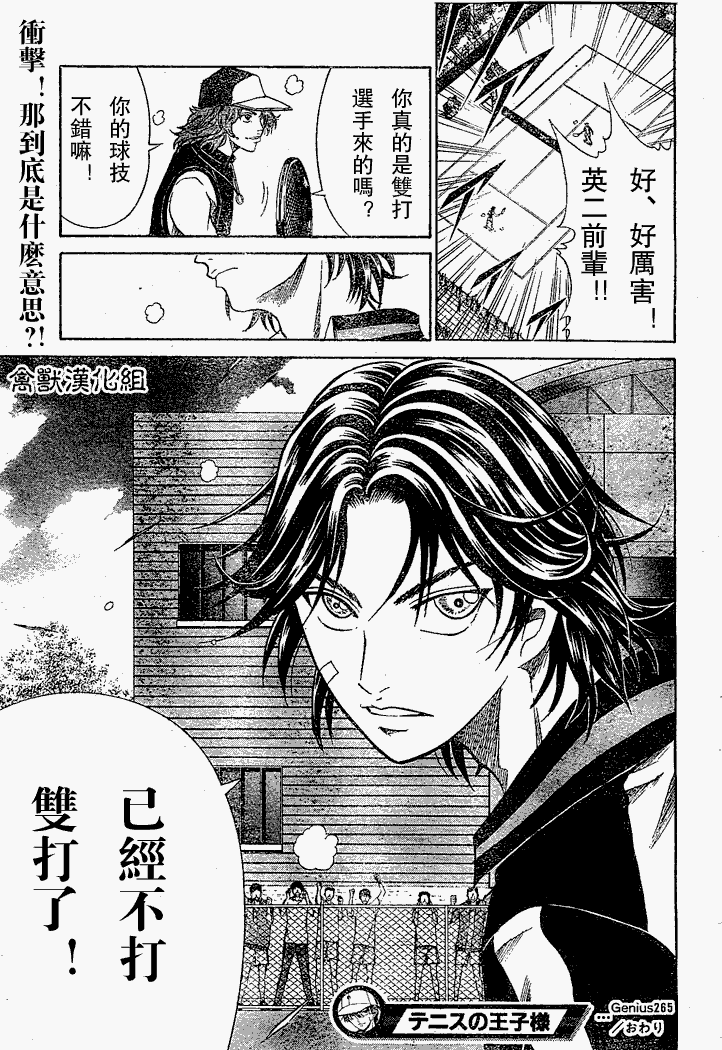 好、好厲害！
英二前輩!!
你真的是雙打
選手來的嗎？
你的球技
不錯嘛！
衝擊！那到底是什麼意思?!
禽獸漢化組
已經不打
雙打了！
テニスの王子様
…Genius265
／おわり